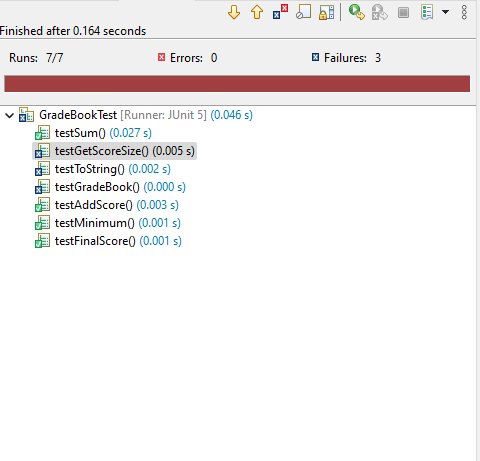 Finished after 0.164 seconds
Runs: 7/7 Errors: 0 Failures: 3
GradeBookTest [Runner: JUnit 5] (0.046 s)
testSum() (0.027 s)
testGetScoreSize() (0.005 s)
testToString() (0.002 s)
testGradeBook() (0.000 s)
testAddScore() (0.003 s)
testMinimum() (0.001 s)
testFinalScore() (0.001 s)